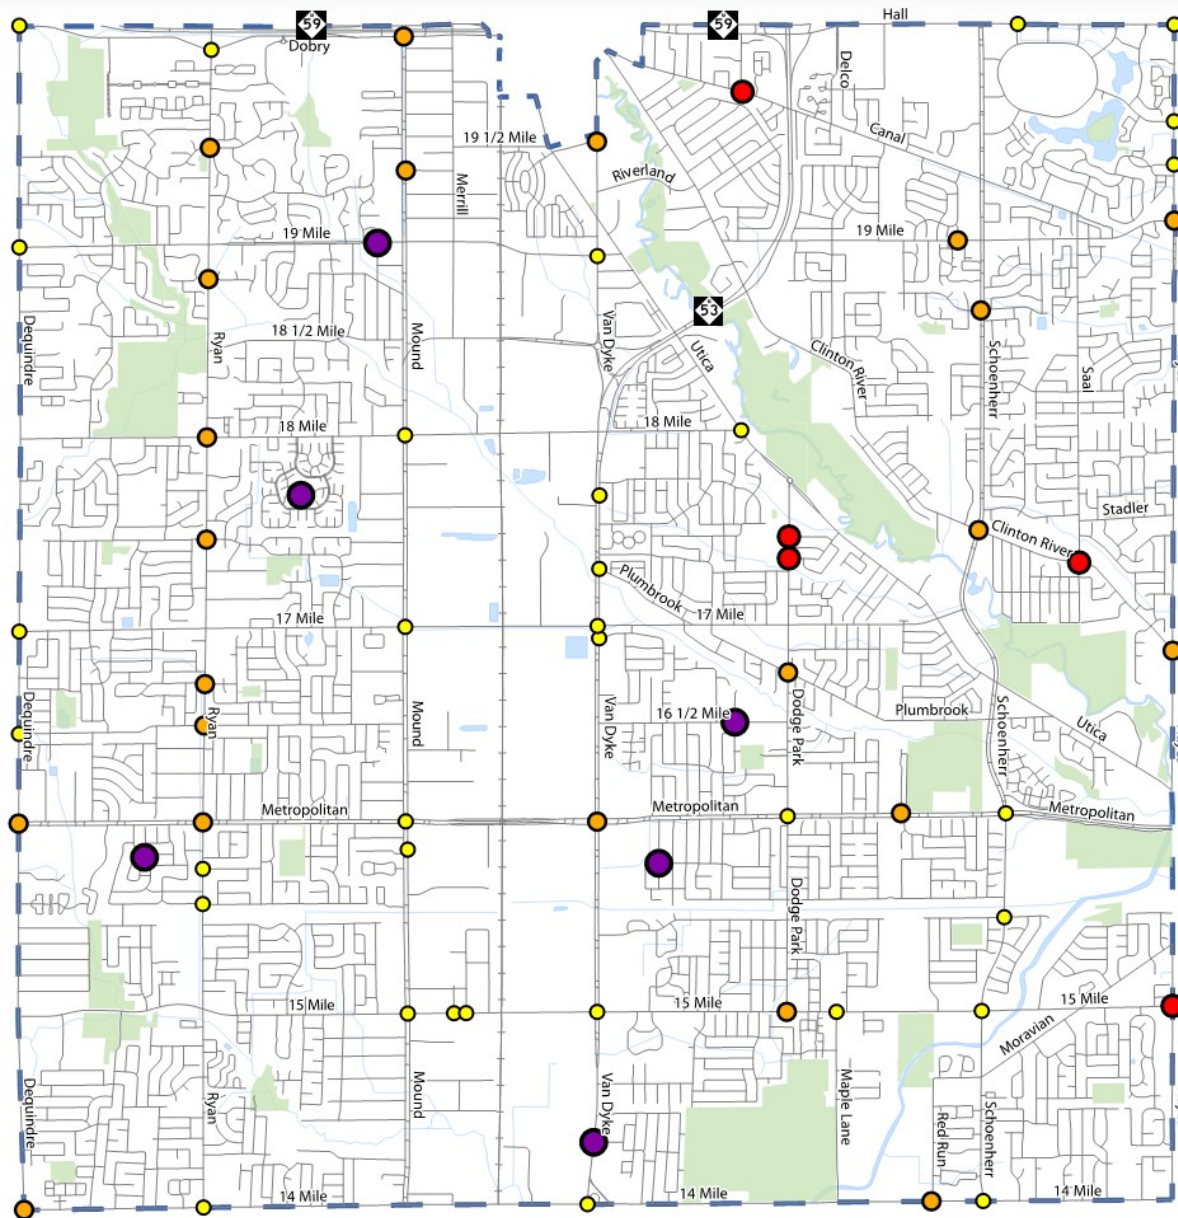 59
59
Hall
Dobry
Delco
Canal
19 1/2 Mile
Riverland
Merrill
19 Mile
19 Mile
53
Dequindre
Ryan
18 1/2 Mile
Mound
Van Dyke
Utica
Clinton River
Schoenherr
Saal
18 Mile
18 Mile
Stadler
Clinton River
Plumbrook
17 Mile
17 Mile
Dequindre
Ryan
Mound
Van Dyke
16 1/2 Mile
Dodge Park
Plumbrook
Schoenherr
Utica
Metropolitan
Metropolitan
Metropolitan
Dodge Park
15 Mile
15 Mile
15 Mile
Moravian
Dequindre
Ryan
Mound
Van Dyke
Maple Lane
Red Run
Schoenherr
14 Mile
14 Mile
14 Mile